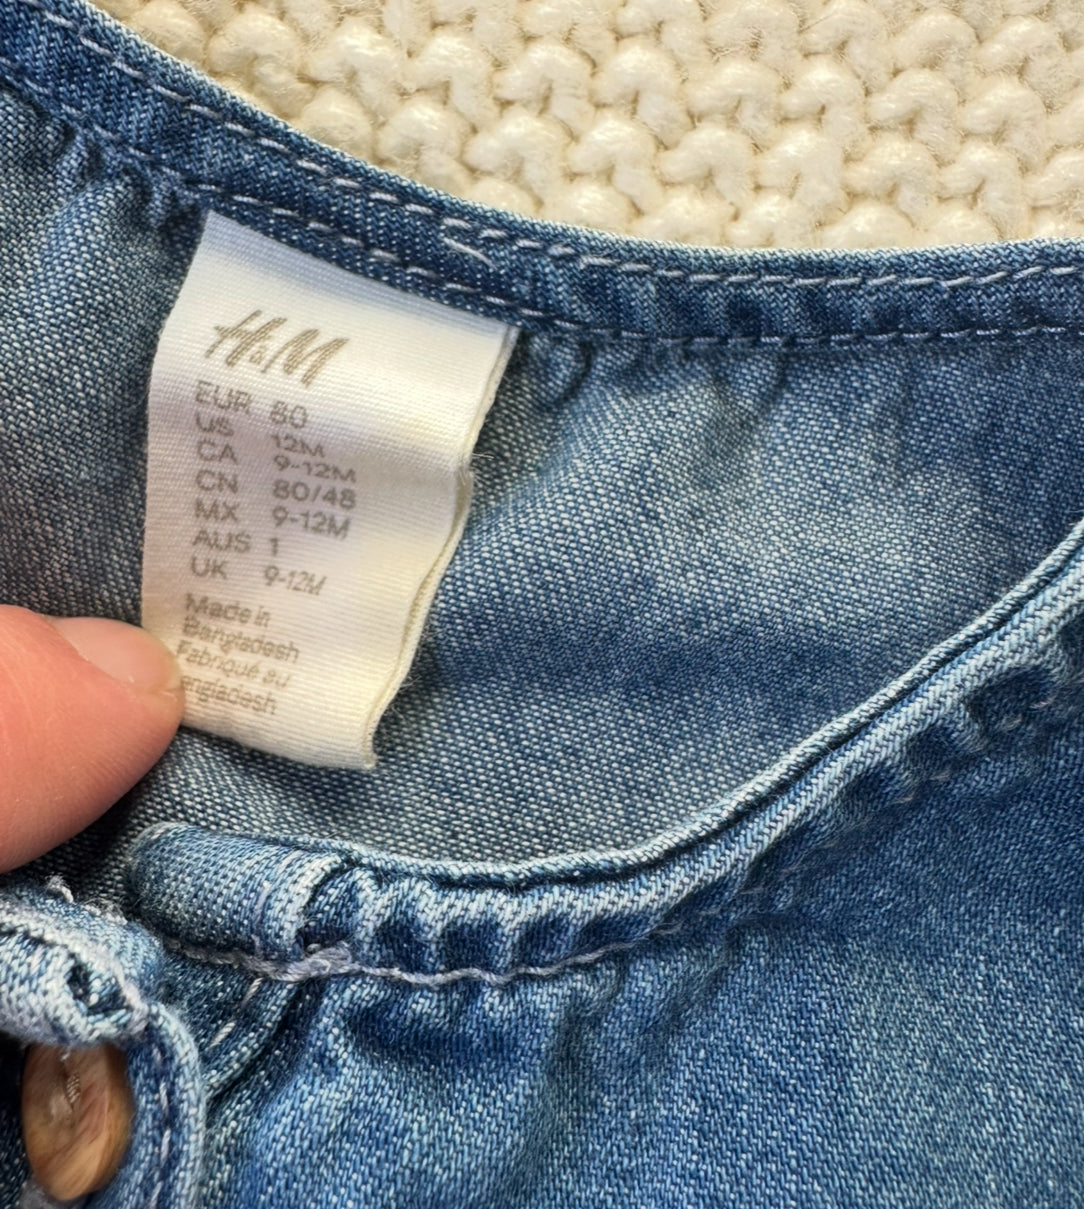 H&M
EUR 80
US 12M
CA 9-12M
CN 80/48
MX 9-12M
AUS 1
UK 9-12M
Made in
Bangladesh
Fabriqué au
angladesh